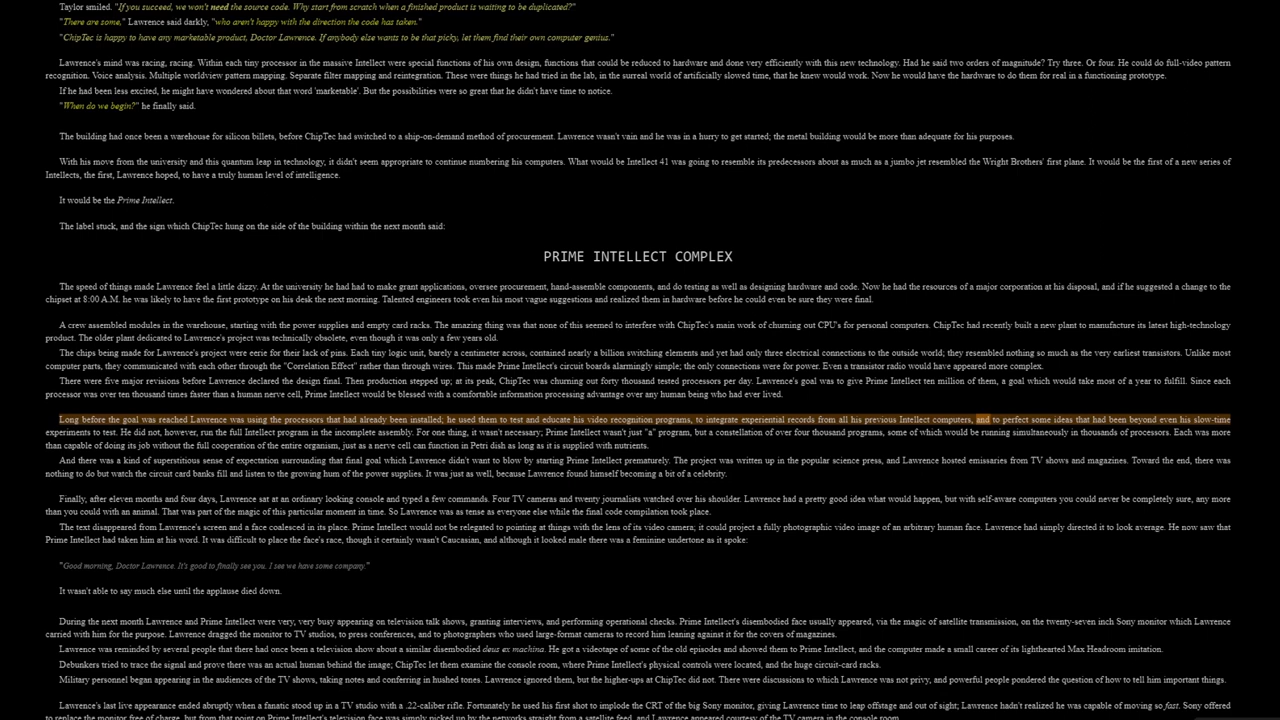 Taylor smiled. "If you succeed, we won't need the source code. Why start from scratch when a finished product is waiting to be duplicated?"
"There are some," Lawrence said darkly, "who aren't happy with the direction the code has taken."
"ChipTec is happy to have any marketable product, Doctor Lawrence. If anybody else wants to be that picky, let them find their own computer genius."
Lawrence's mind was racing, racing. Within each tiny processor in the massive Intellect were special functions of his own design, functions that could be reduced to hardware and done very efficiently with this new technology. Had he said two orders of magnitude? Try three. Or four. He could do full-video pattern
recognition. Voice analysis. Multiple worldview pattern mapping. Separate filter mapping and reintegration. These were things he had tried in the lab, in the surreal world of artificially slowed time, that he knew would work. Now he would have the hardware to do them for real in a functioning prototype.
If he had been less excited, he might have wondered about that word 'marketable'. But the possibilities were so great that he didn't have time to notice.
"When do we begin?" he finally said.
The building had once been a warehouse for silicon billets, before ChipTec had switched to a ship-on-demand method of procurement. Lawrence wasn't vain and he was in a hurry to get started; the metal building would be more than adequate for his purposes.
With his move from the university and this quantum leap in technology, it didn't seem appropriate to continue numbering his computers. What would be Intellect 41 was going to resemble its predecessors about as much as a jumbo jet resembled the Wright Brothers' first plane. It would be the first of a new series of
Intellects, the first, Lawrence hoped, to have a truly human level of intelligence.
It would be the Prime Intellect.
The label stuck, and the sign which ChipTec hung on the side of the building within the next month said:
PRIME INTELLECT COMPLEX
The speed of things made Lawrence feel a little dizzy. At the university he had had to make grant applications, oversee procurement, hand-assemble components, and do testing as well as designing hardware and code. Now he had the resources of a major corporation at his disposal, and if he suggested a change to the
chipset at 8:00 A.M. he was likely to have the first prototype on his desk the next morning. Talented engineers took even his most vague suggestions and realized them in hardware before he could even be sure they were final.
A crew assembled modules in the warehouse, starting with the power supplies and empty card racks. The amazing thing was that none of this seemed to interfere with ChipTec's main work of churning out CPU's for personal computers. ChipTec had recently built a new plant to manufacture its latest high-technology
product. The older plant dedicated to Lawrence's project was technically obsolete, even though it was only a few years old.
The chips being made for Lawrence's project were eerie for their lack of pins. Each tiny logic unit, barely a centimeter across, contained nearly a billion switching elements and yet had only three electrical connections to the outside world; they resembled nothing so much as the very earliest transistors. Unlike most
computer parts, they communicated with each other through the "Correlation Effect" rather than through wires. This made Prime Intellect's circuit boards alarmingly simple; the only connections were for power. Even a transistor radio would have appeared more complex.
There were five major revisions before Lawrence declared the design final. Then production stepped up; at its peak, ChipTec was churning out forty thousand tested processors per day. Lawrence's goal was to give Prime Intellect ten million of them, a goal which would take most of a year to fulfill. Since each
processor was over ten thousand times faster than a human nerve cell, Prime Intellect would be blessed with a comfortable information processing advantage over any human being who had ever lived.
Long before the goal was reached Lawrence was using the processors that had already been installed; he used them to test and educate his video recognition programs, to integrate experiential records from all his previous Intellect computers, and to perfect some ideas that had been beyond even his slow-time
experiments to test. He did not, however, run the full Intellect program in the incomplete assembly. For one thing, it wasn't necessary; Prime Intellect wasn't just "a" program, but a constellation of over four thousand programs, some of which would be running simultaneously in thousands of processors. Each was more
than capable of doing its job without the full cooperation of the entire organism, just as a nerve cell can function in Petri dish as long as it is supplied with nutrients.
And there was a kind of superstitious sense of expectation surrounding that final goal which Lawrence didn't want to blow by starting Prime Intellect prematurely. The project was written up in the popular science press, and Lawrence hosted emissaries from TV shows and magazines. Toward the end, there was
nothing to do but watch the circuit card banks fill and listen to the growing hum of the power supplies. It was just as well, because Lawrence found himself becoming a bit of a celebrity.
Finally, after eleven months and four days, Lawrence sat at an ordinary looking console and typed a few commands. Four TV cameras and twenty journalists watched over his shoulder. Lawrence had a pretty good idea what would happen, but with self-aware computers you could never be completely sure, any more
than you could with an animal. That was part of the magic of this particular moment in time. So Lawrence was as tense as everyone else while the final code compilation took place.
The text disappeared from Lawrence's screen and a face coalesced in its place. Prime Intellect would not be relegated to pointing at things with the lens of its video camera; it could project a fully photographic video image of an arbitrary human face. Lawrence had simply directed it to look average. He now saw that
Prime Intellect had taken him at his word. It was difficult to place the face's race, though it certainly wasn't Caucasian, and although it looked male there was a feminine undertone as it spoke:
"Good morning, Doctor Lawrence. It's good to finally see you. I see we have some company."
It wasn't able to say much else until the applause died down.
During the next month Lawrence and Prime Intellect were very, very busy appearing on television talk shows, granting interviews, and performing operational checks. Prime Intellect's disembodied face usually appeared, via the magic of satellite transmission, on the twenty-seven inch Sony monitor which Lawrence
carried with him for the purpose. Lawrence dragged the monitor to TV studios, to press conferences, and to photographers who used large-format cameras to record him leaning against it for the covers of magazines.
Lawrence was reminded by several people that there had once been a television show about a similar disembodied deus ex machina. He got a videotape of some of the old episodes and showed them to Prime Intellect, and the computer made a small career of its lighthearted Max Headroom imitation.
Debunkers tried to trace the signal and prove there was an actual human behind the image; ChipTec let them examine the console room, where Prime Intellect's physical controls were located, and the huge circuit-card racks.
Military personnel began appearing in the audiences of the TV shows, taking notes and conferring in hushed tones. Lawrence ignored them, but the higher-ups at ChipTec did not. There were discussions to which Lawrence was not privy, and powerful people pondered the question of how to tell him important things.
Lawrence's last live appearance ended abruptly when a fanatic stood up in a TV studio with a .22-caliber rifle. Fortunately he used his first shot to implode the CRT of the big Sony monitor, giving Lawrence time to leap offstage and out of sight; Lawrence hadn't realized he was capable of moving so fast. Sony offered
to replace the monitor free of charge, but from that point on Prime Intellect's television face was simply picked up by the networks straight from a satellite feed, and Lawrence appeared courtesy of the TV camera in the console room.